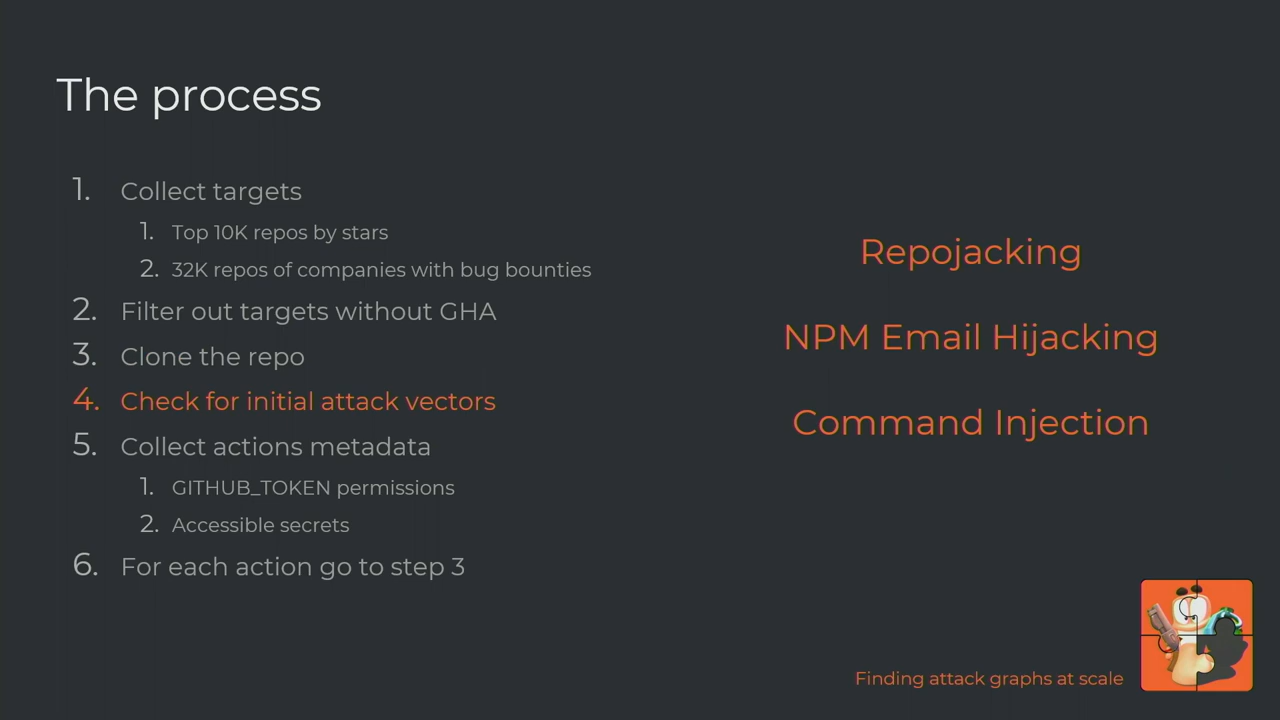 The process
1. Collect targets
1. Top 10K repos by stars
2. 32K repos of companies with bug bounties
2. Filter out targets without GHA
3. Clone the repo
4. Check for initial attack vectors
5. Collect actions metadata
1. GITHUB_TOKEN permissions
2. Accessible secrets
6. For each action go to step 3
Repojacking
NPM Email Hijacking
Command Injection
Finding attack graphs at scale